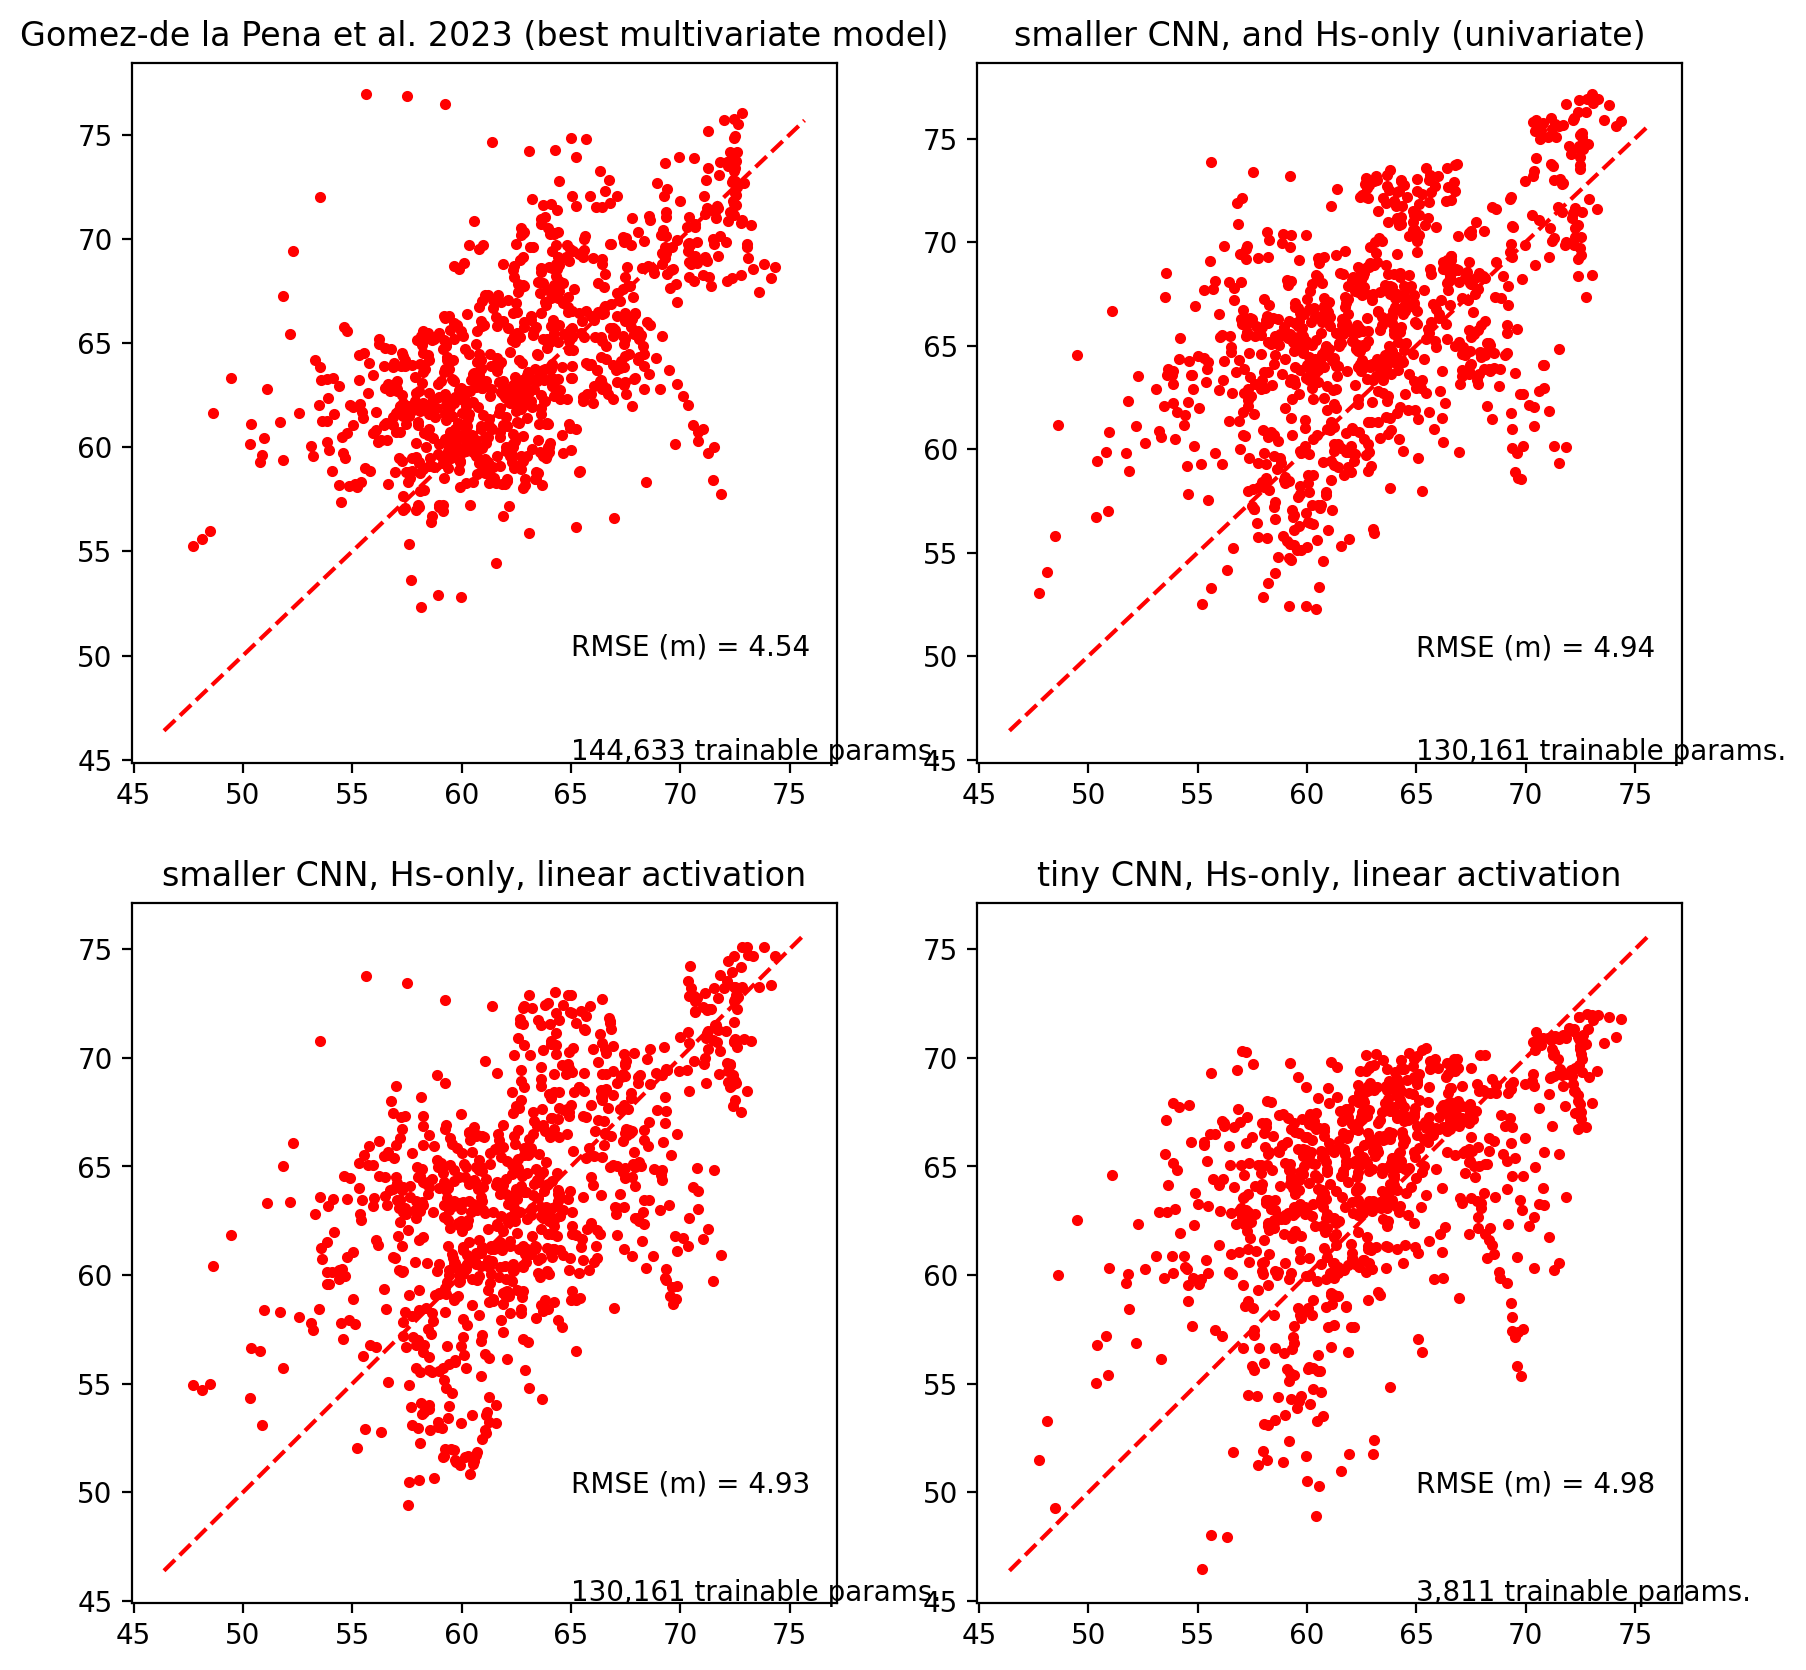 Gomez-de la Pena et al. 2023 (best multivariate model)
75
70
65
60
55
50
45
RMSE (m) = 4.54
144,633 trainable params.
45 50 55 60 65 70 75
smaller CNN, and Hs-only (univariate)
75
70
65
60
55
50
45
RMSE (m) = 4.94
130,161 trainable params.
45 50 55 60 65 70 75
smaller CNN, Hs-only, linear activation
75
70
65
60
55
50
45
RMSE (m) = 4.93
130,161 trainable params.
45 50 55 60 65 70 75
tiny CNN, Hs-only, linear activation
75
70
65
60
55
50
45
RMSE (m) = 4.98
3,811 trainable params.
45 50 55 60 65 70 75